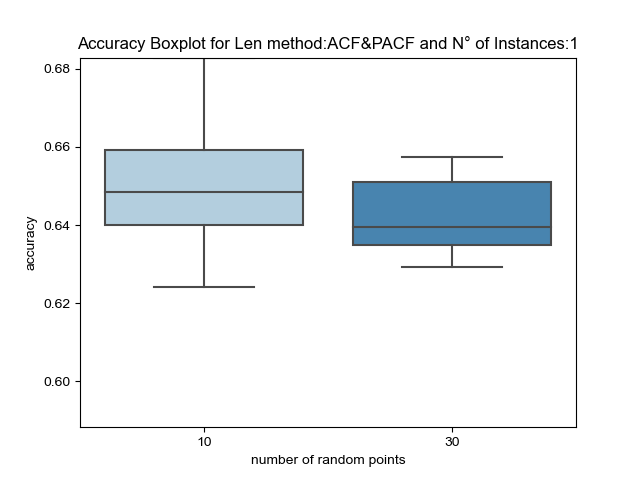 Accuracy Boxplot for Len method:ACF&PACF and N° of Instances:1
0.68
0.66
0.64
0.62
0.60
accuracy
10
30
number of random points